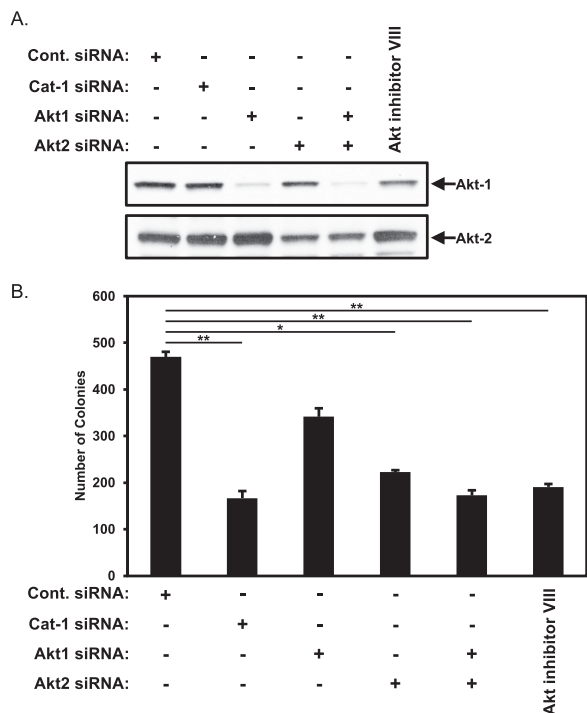 A.
Cont. siRNA: + - - - -
Cat-1 siRNA: - + - - -
Akt1 siRNA: - - + - +
Akt2 siRNA: - - - + +
Akt inhibitor VIII
Akt-1
Akt-2
B.
Number of Colonies
600
500
400
300
200
100
0
**
**
*
**
Cont. siRNA: + - - - -
Cat-1 siRNA: - + - - -
Akt1 siRNA: - - + - +
Akt2 siRNA: - - - + +
Akt inhibitor VIII